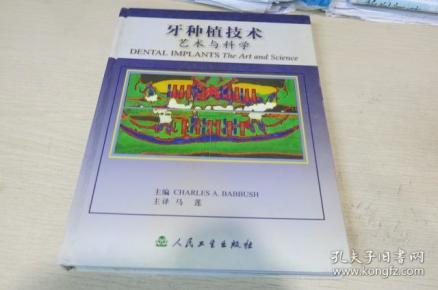 牙种植技术
艺术与科学
DENTAL IMPLANTS The Art and Science
主编 CHARLES A. BABBUSH
主译 马莲
人民卫生出版社
孔夫子旧书网
www.kongfz.com